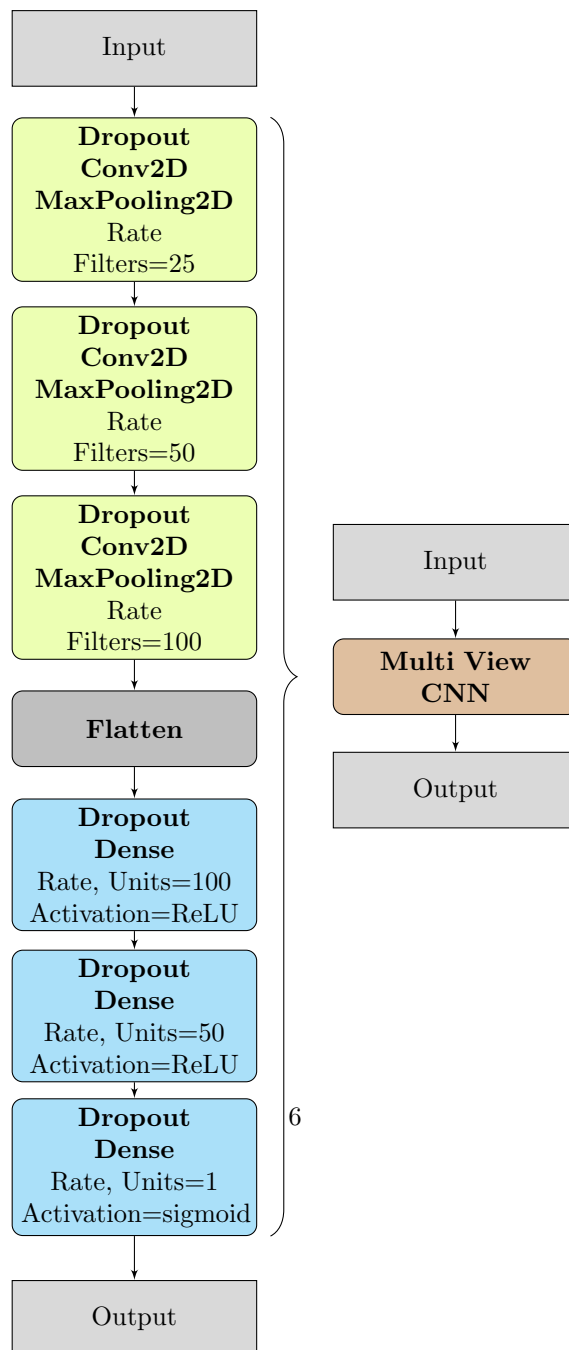 Input
Dropout
Conv2D
MaxPooling2D
Rate
Filters=25
Dropout
Conv2D
MaxPooling2D
Rate
Filters=50
Dropout
Conv2D
MaxPooling2D
Rate
Filters=100
Flatten
Dropout
Dense
Rate, Units=100
Activation=ReLU
Dropout
Dense
Rate, Units=50
Activation=ReLU
Dropout
Dense
Rate, Units=1
Activation=sigmoid
6
Output
Input
Multi View
CNN
Output